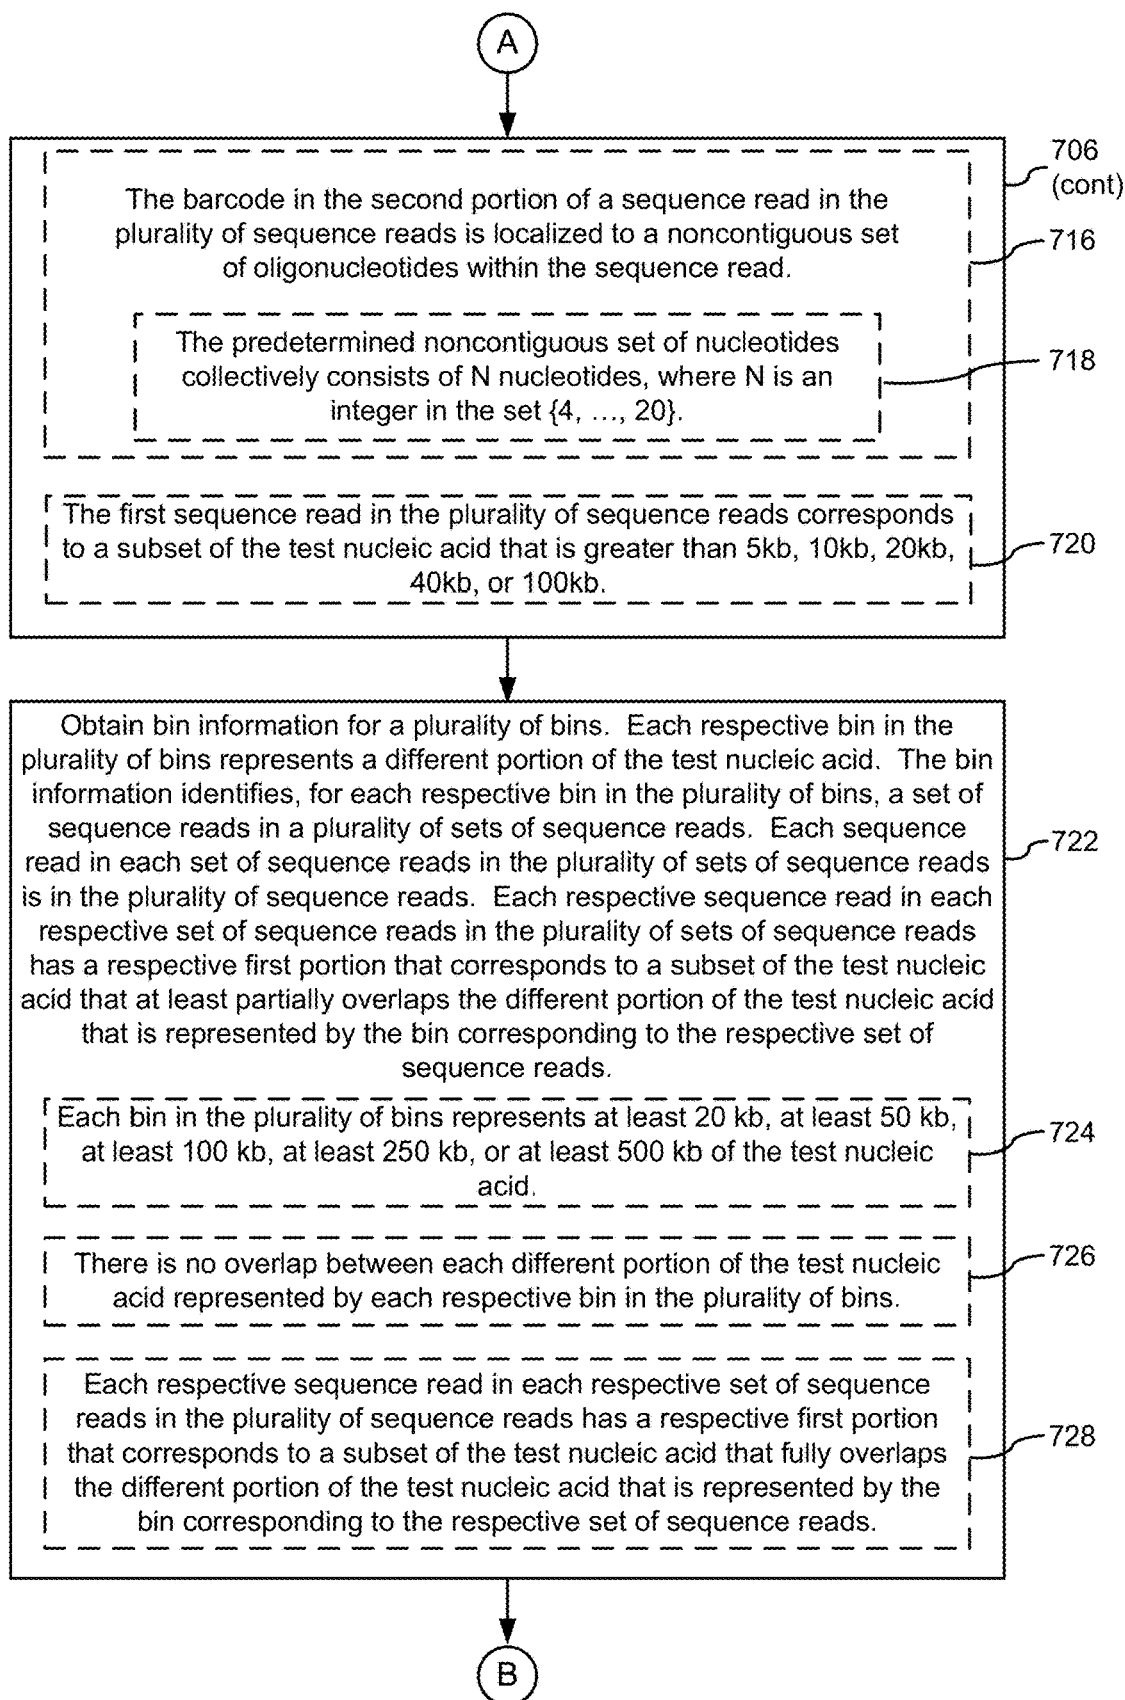 A
706
(cont)
The barcode in the second portion of a sequence read in the
plurality of sequence reads is localized to a noncontiguous set
of oligonucleotides within the sequence read.
716
The predetermined noncontiguous set of nucleotides
collectively consists of N nucleotides, where N is an
integer in the set {4, ..., 20}.
718
The first sequence read in the plurality of sequence reads corresponds
to a subset of the test nucleic acid that is greater than 5kb, 10kb, 20kb,
40kb, or 100kb.
720
Obtain bin information for a plurality of bins. Each respective bin in the
plurality of bins represents a different portion of the test nucleic acid. The bin
information identifies, for each respective bin in the plurality of bins, a set of
sequence reads in a plurality of sets of sequence reads. Each sequence
read in each set of sequence reads in the plurality of sets of sequence reads
is in the plurality of sequence reads. Each respective sequence read in each
respective set of sequence reads in the plurality of sets of sequence reads
has a respective first portion that corresponds to a subset of the test nucleic
acid that at least partially overlaps the different portion of the test nucleic acid
that is represented by the bin corresponding to the respective set of
sequence reads.
722
Each bin in the plurality of bins represents at least 20 kb, at least 50 kb,
at least 100 kb, at least 250 kb, or at least 500 kb of the test nucleic
acid.
724
There is no overlap between each different portion of the test nucleic
acid represented by each respective bin in the plurality of bins.
726
Each respective sequence read in each respective set of sequence
reads in the plurality of sequence reads has a respective first portion
that corresponds to a subset of the test nucleic acid that fully overlaps
the different portion of the test nucleic acid that is represented by the
bin corresponding to the respective set of sequence reads.
728
B